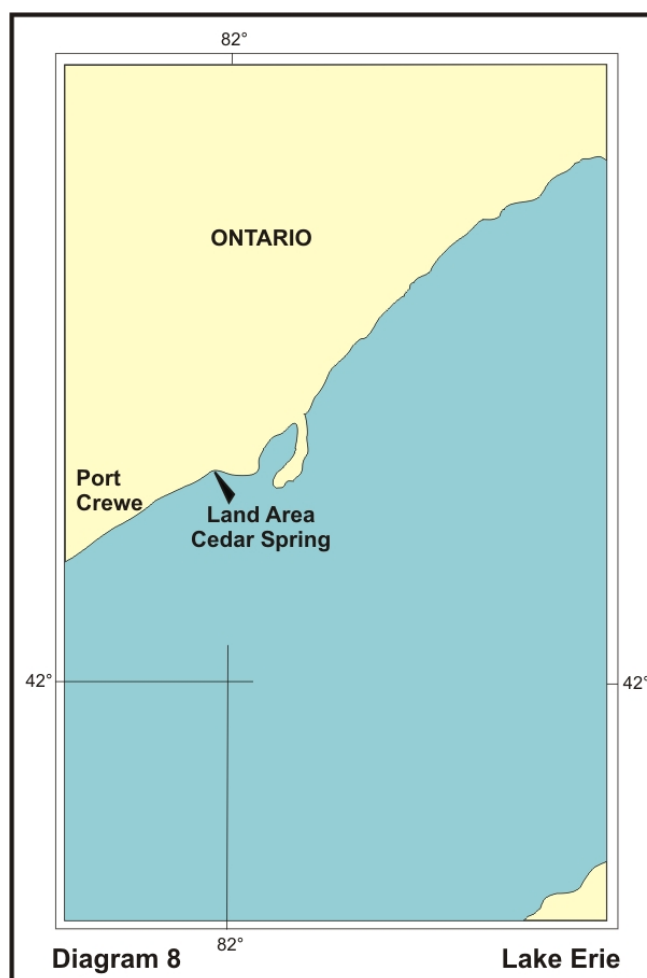 82°
ONTARIO
Port
Crewe
Land Area
Cedar Spring
42°
42°
82°
Diagram 8
Lake Erie